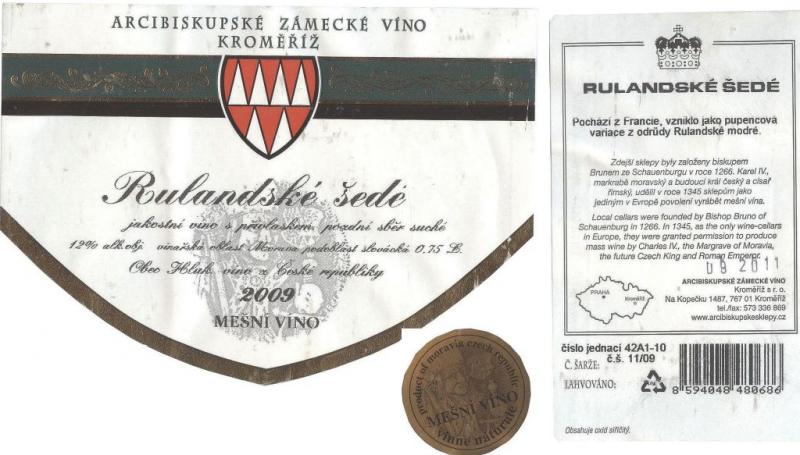 ARCIBISKUPSKÉ ZÁMECKÉ VÍNO
KROMĚŘÍŽ
Rulandské šedé
jakostní víno s přívlastkem, pozdní sběr suché
12% alk.obj. vinařská oblast Morava podoblast slovácká 0,75 L.
Obec Hluk, víno z České republiky
2009
MEŠNÍ VÍNO
product of moravia czech republic
MEŠNÍ VÍNO
vinne naturale
RULANDSKÉ ŠEDÉ
Pochází z Francie, vzniklo jako pupencová
variace z odrůdy Rulandské modré.
Zdejší sklepy byly založeny biskupem
Brunem ze Schauenburgu v roce 1266. Karel IV.,
markrabě moravský a budoucí král český a císař
římský, udělil v roce 1345 sklepům jako
jediným v Evropě povolení vyrábět mešní vína.
Local cellars were founded by Bishop Bruno of
Schauenburg in 1266. In 1345, as the only wine-cellars
in Europe, they were granted permission to produce
mass wine by Charles IV., the Margrave of Moravia,
the future Czech King and Roman Emperor.
2011
ARCIBISKUPSKÉ ZÁMECKÉ VÍNO
Kroměříž s r. o.
Na Kopečku 1487, 767 01 Kroměříž
tel./fax: 573 336 869
www.arcibiskupskesklepy.cz
PRAHA
Kroměříž
číslo jednací 42A1-10
Č. ŠARŽE: č.š. 11/09
LAHVOVÁNO:
8 594048 480686
Obsahuje oxid siřičitý.